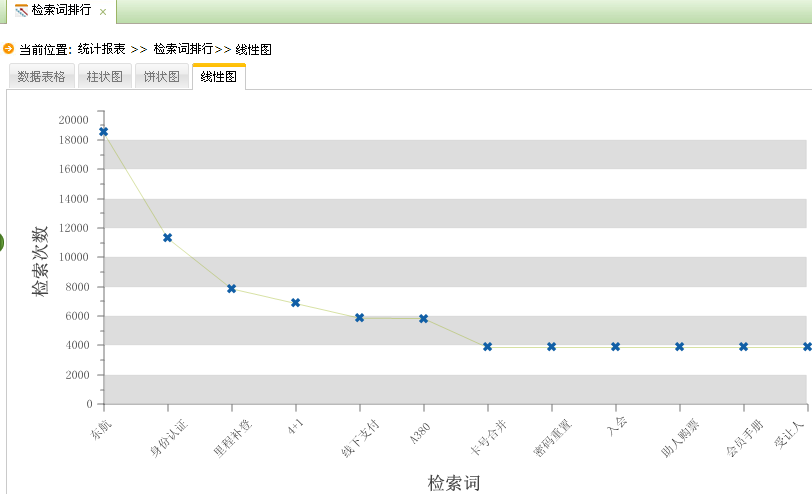 检索词排行 ×
当前位置: 统计报表 >> 检索词排行>> 线性图
数据表格 柱状图 饼状图 线性图
20000
18000
16000
14000
12000
10000
8000
6000
4000
2000
0
检索次数
东航 身份认证 里程补登 4+1 线下支付 A380 卡号合并 密码重置 入会 助人购票 会员手册 受让人
检索词